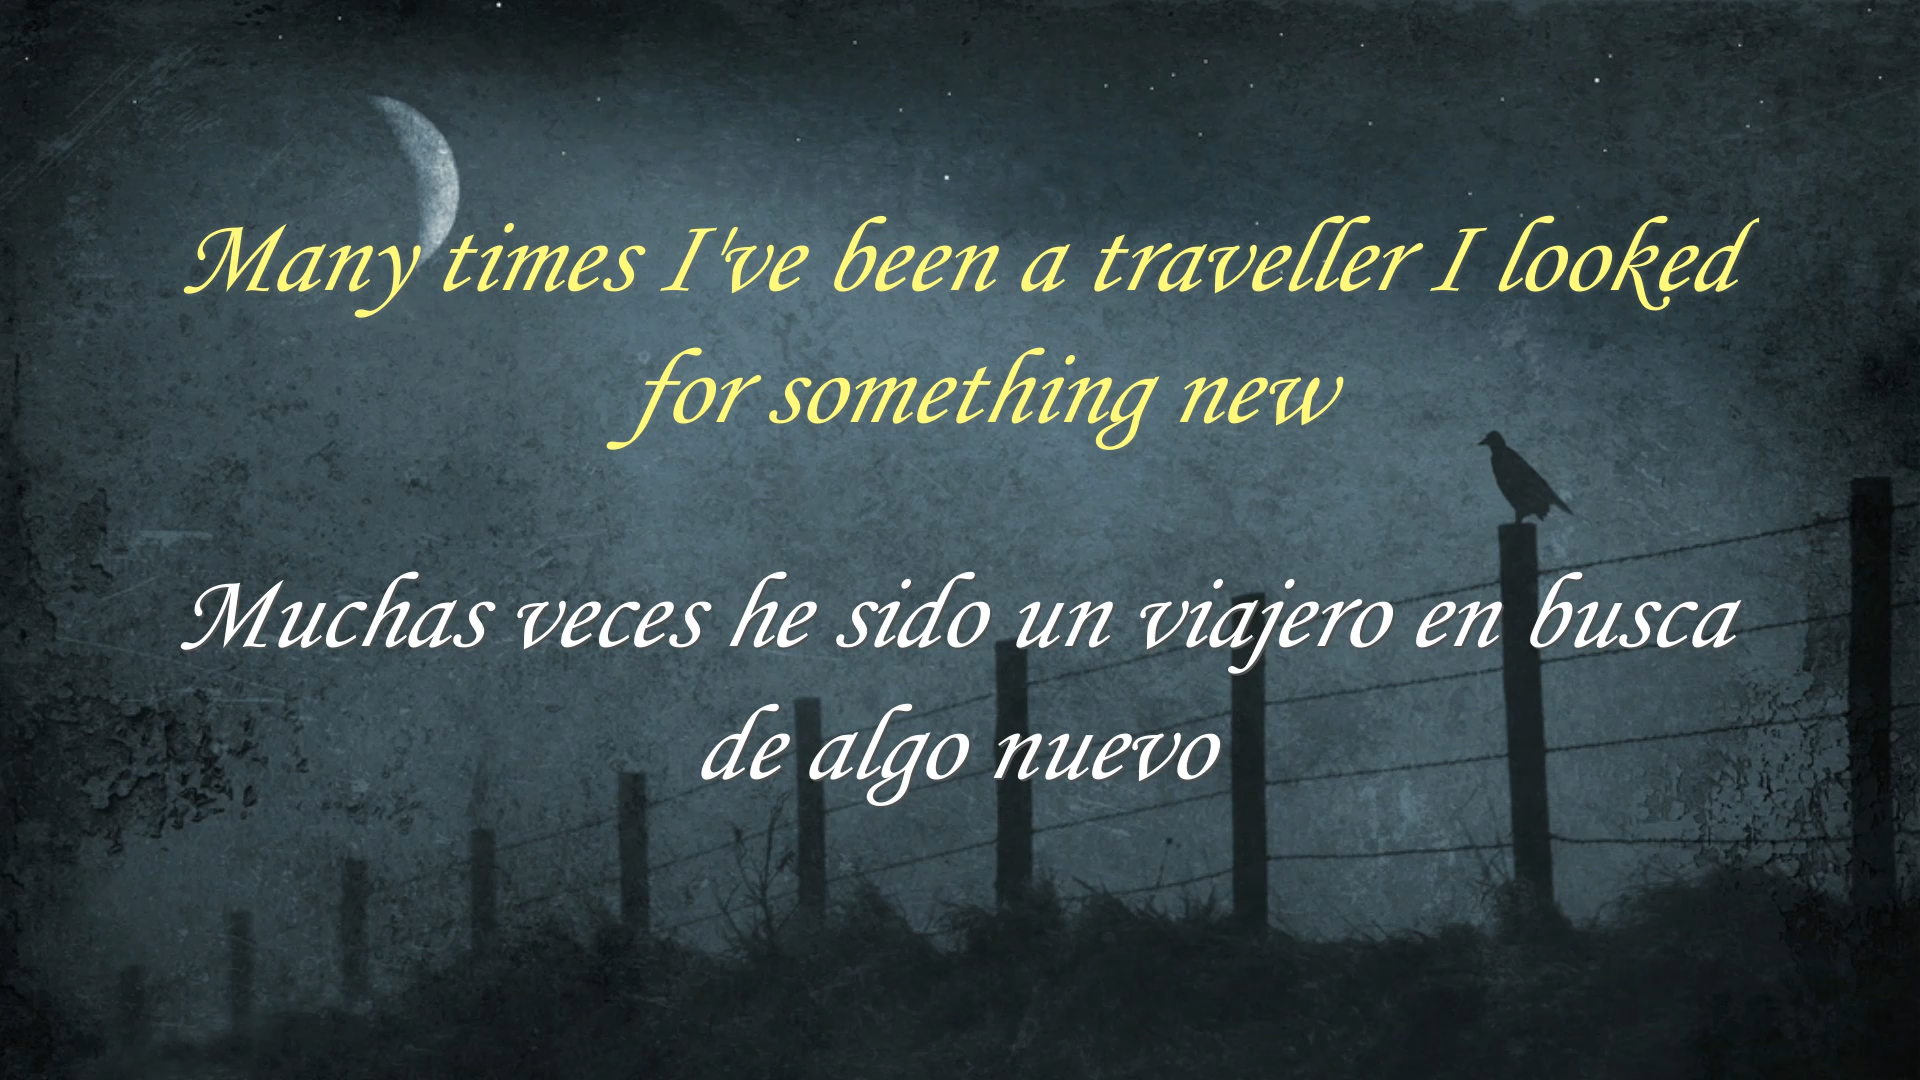 Many times I've been a traveller I looked
for something new
Muchas veces he sido un viajero en busca
de algo nuevo